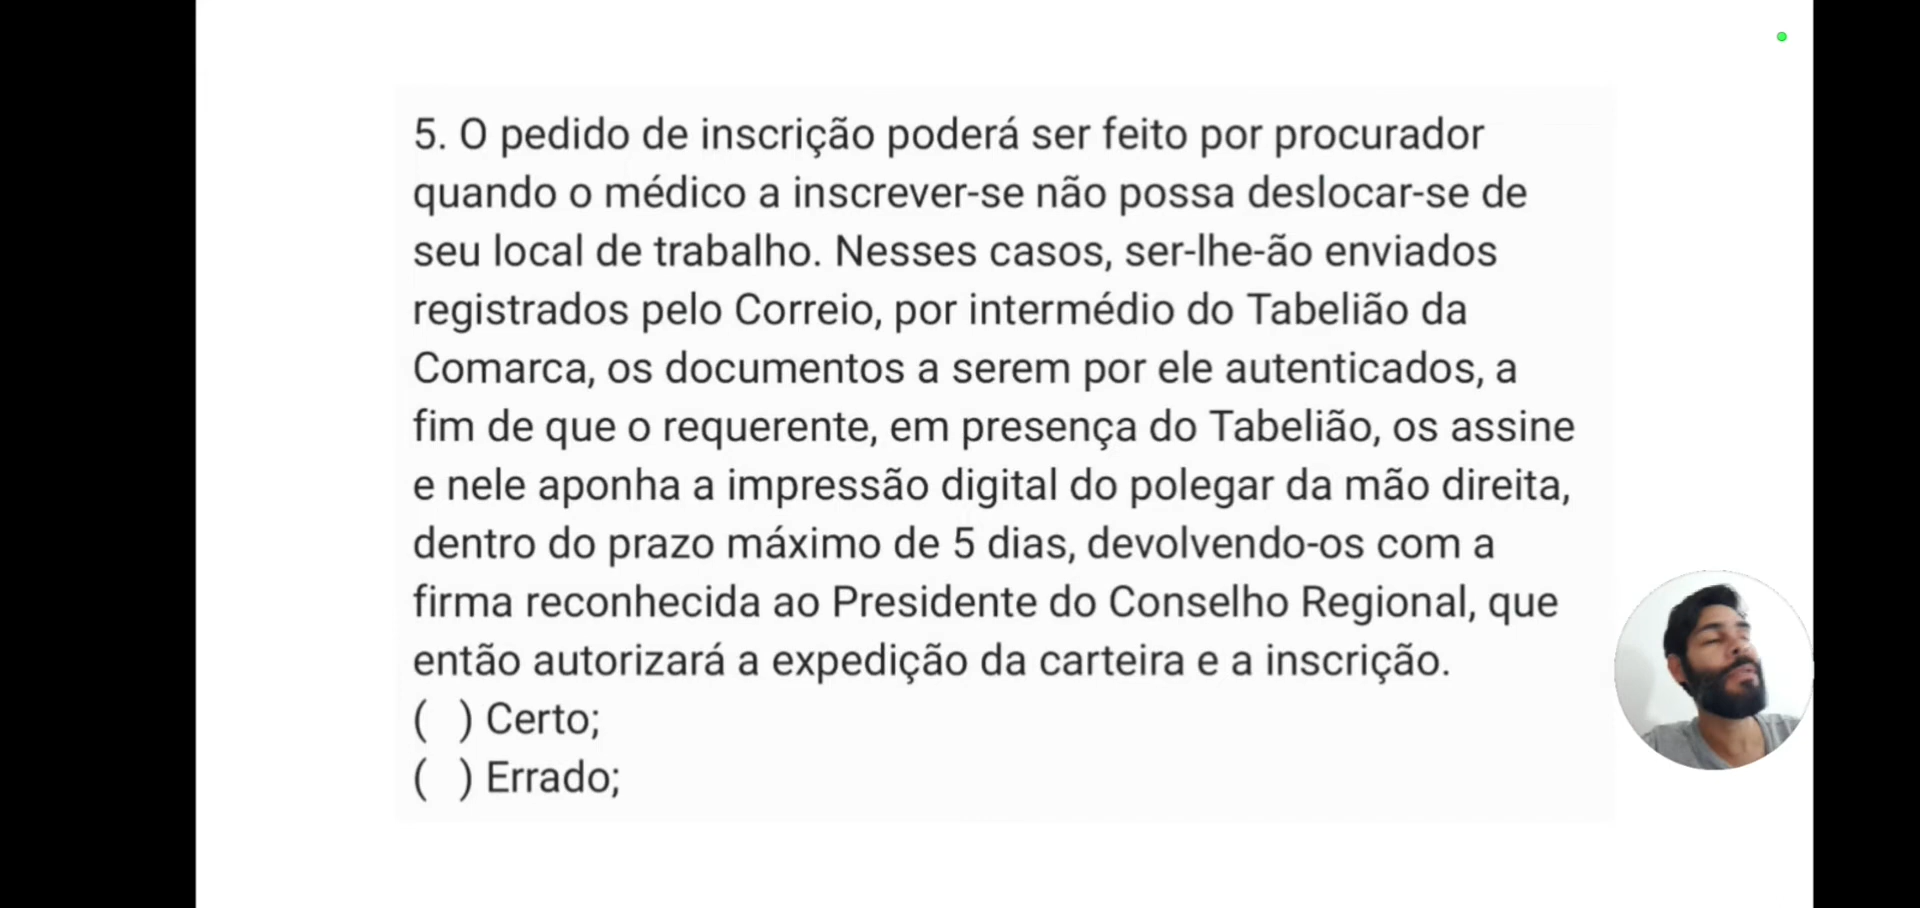 5. O pedido de inscrição poderá ser feito por procurador
quando o médico a inscrever-se não possa deslocar-se de
seu local de trabalho. Nesses casos, ser-lhe-ão enviados
registrados pelo Correio, por intermédio do Tabelião da
Comarca, os documentos a serem por ele autenticados, a
fim de que o requerente, em presença do Tabelião, os assine
e nele aponha a impressão digital do polegar da mão direita,
dentro do prazo máximo de 5 dias, devolvendo-os com a
firma reconhecida ao Presidente do Conselho Regional, que
então autorizará a expedição da carteira e a inscrição.
( ) Certo;
( ) Errado;